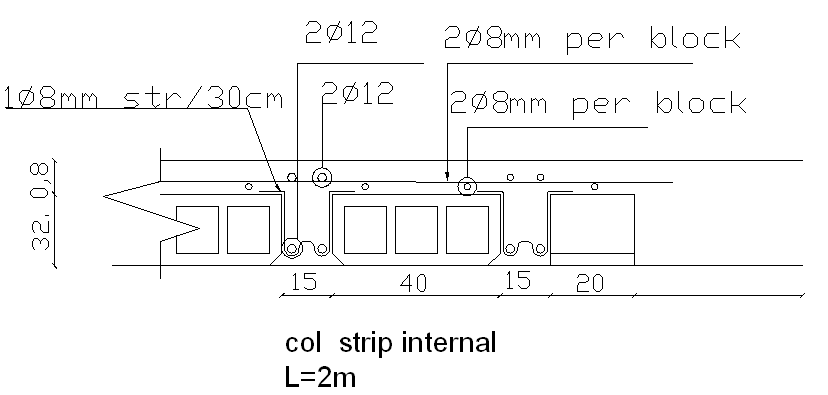 2Ø12
2Ø8mm per block
1Ø8mm str/30cm
2Ø12
2Ø8mm per block
0,8
32,
15
40
15
20
col strip internal
L=2m